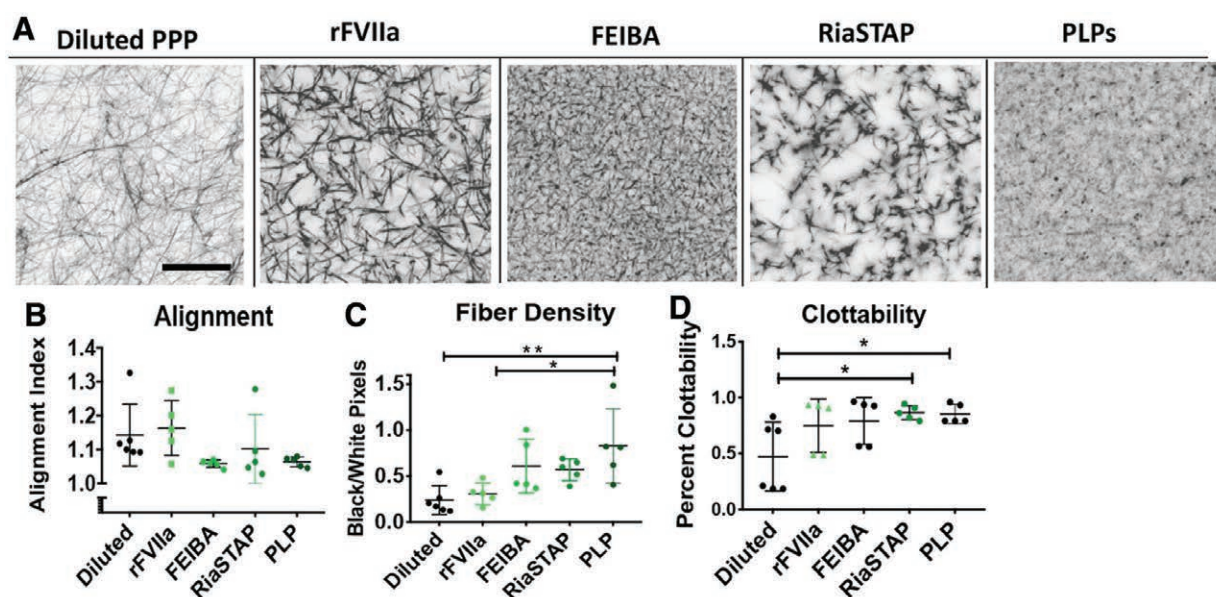 A
Diluted PPP rFVIIa FEIBA RiaSTAP PLPs
B Alignment
Alignment Index
1.4
1.3
1.2
1.1
1.0
Diluted rFVIIa FEIBA RiaSTAP PLP
C Fiber Density
Black/White Pixels
1.5
1.0
0.5
0.0
**
*
Diluted rFVIIa FEIBA RiaSTAP PLP
D Clottability
Percent Clottability
1.5
1.0
0.5
0.0
*
*
Diluted rFVIIa FEIBA RiaSTAP PLP